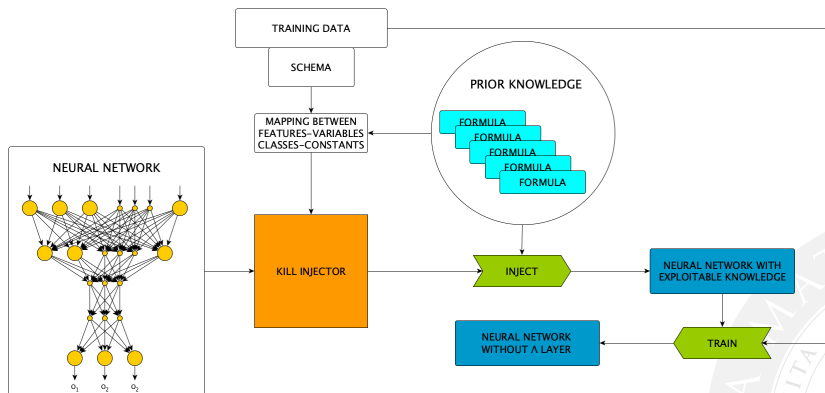 TRAINING DATA
SCHEMA
PRIOR KNOWLEDGE
MAPPING BETWEEN
FEATURES-VARIABLES
CLASSES-CONSTANTS
FORMULA
FORMULA
FORMULA
FORMULA
FORMULA
NEURAL NETWORK
KILL INJECTOR
INJECT
NEURAL NETWORK WITH
EXPLOITABLE KNOWLEDGE
NEURAL NETWORK
WITHOUT Λ LAYER
TRAIN
o1 o2 o2